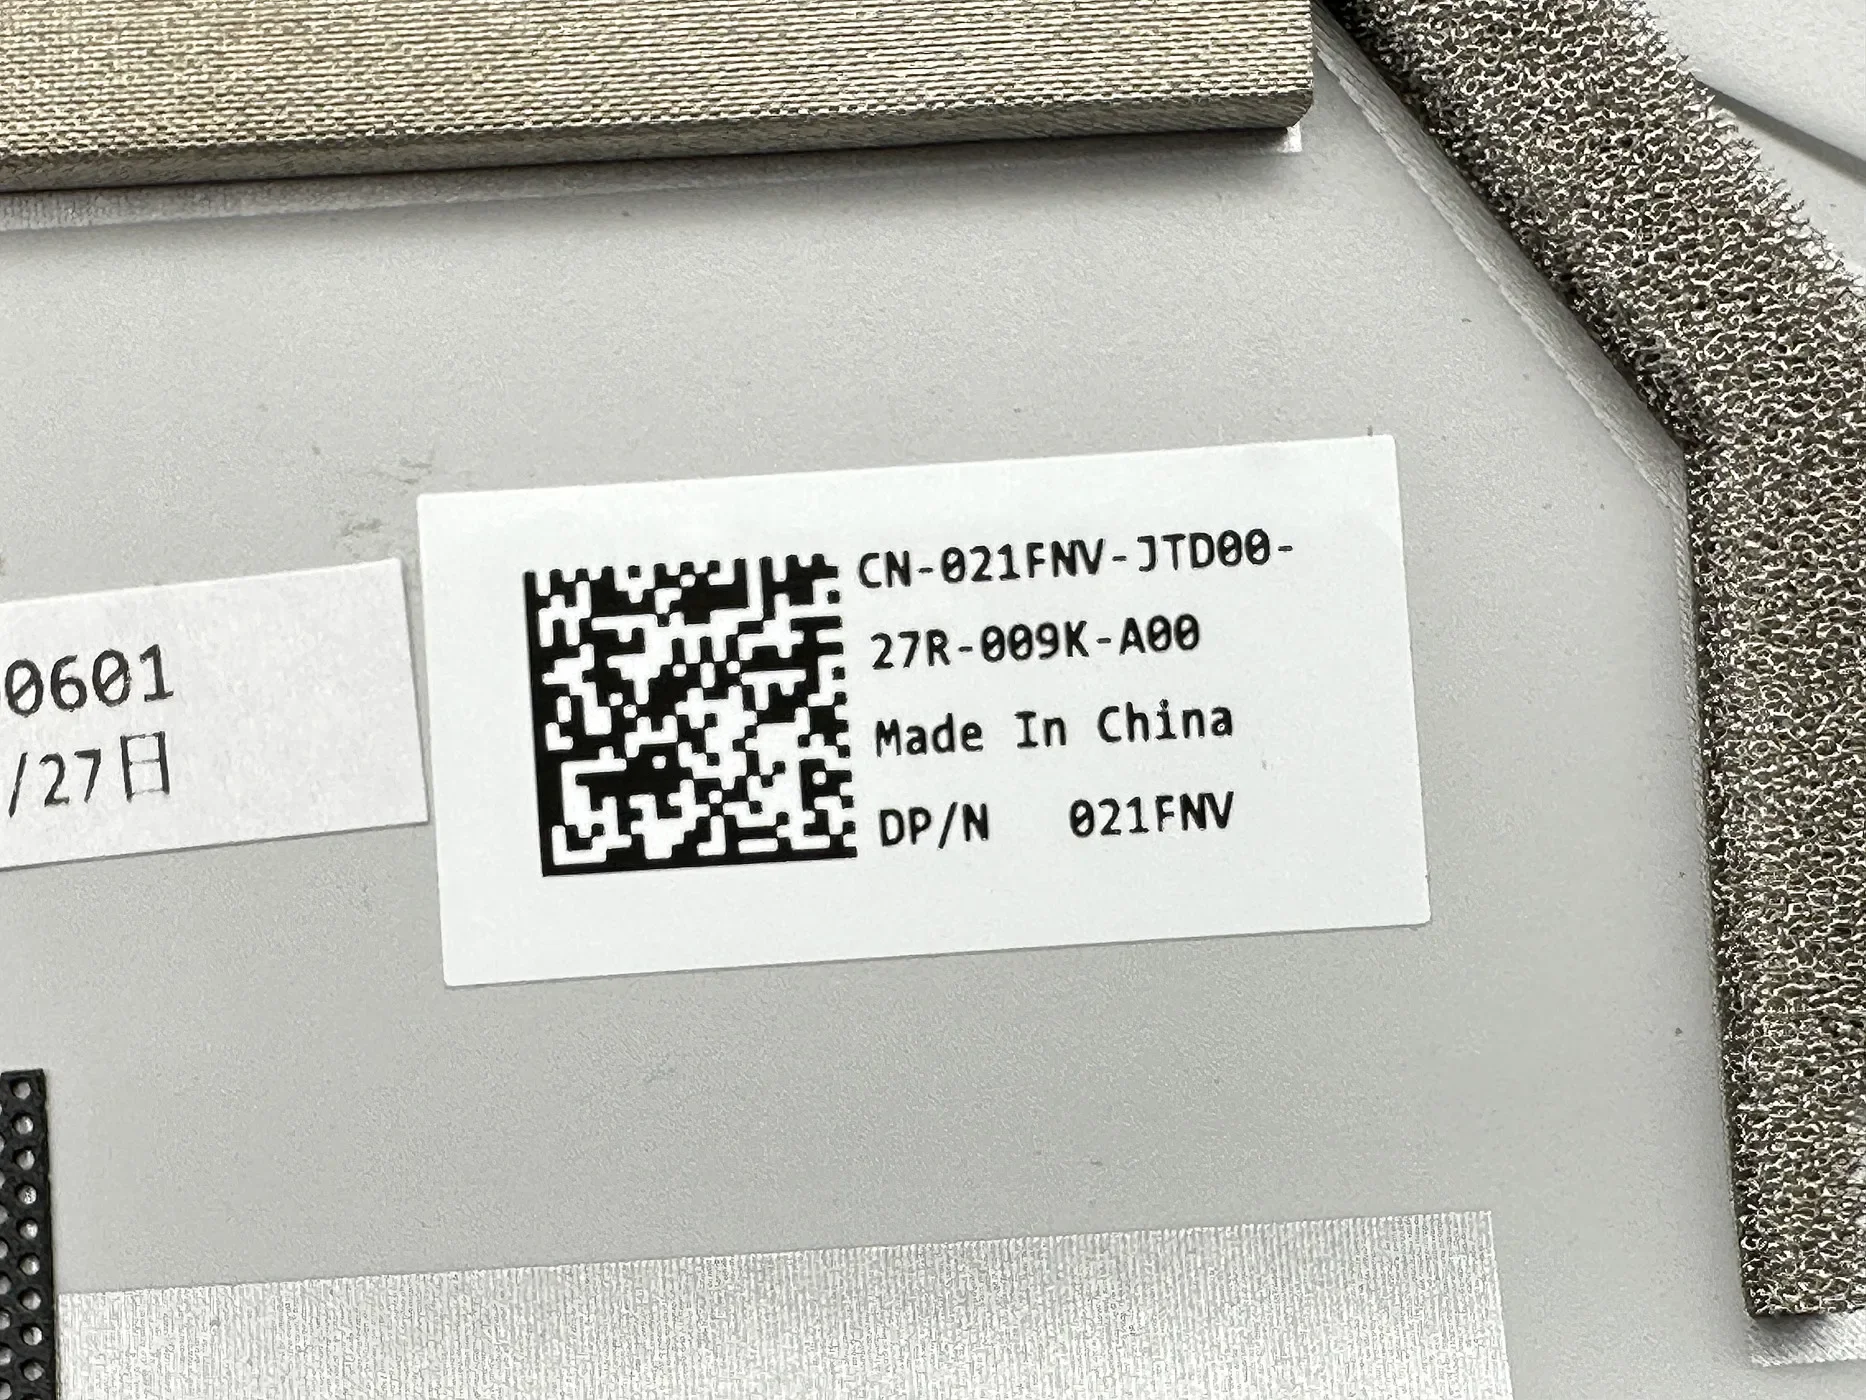 0601
/27日
CN-021FNV-JTD00-
27R-009K-A00
Made In China
DP/N 021FNV